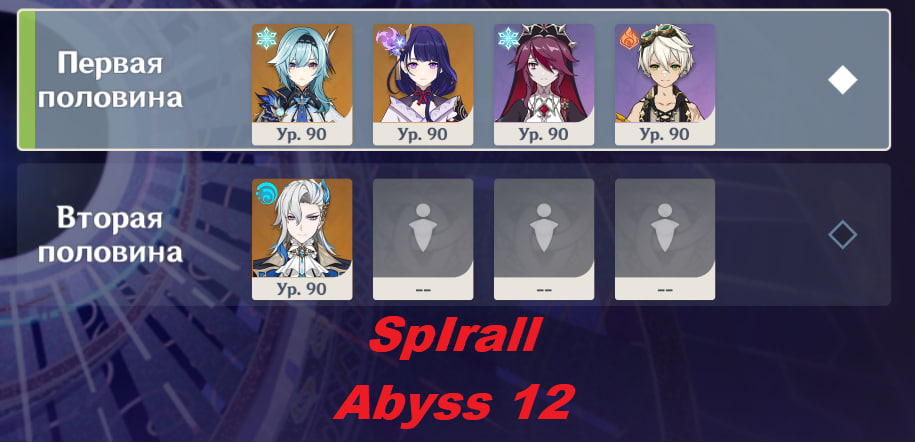 Первая
половина
Ур. 90
Ур. 90
Ур. 90
Ур. 90
Вторая
половина
Ур. 90
--
--
--
SpIrall
Abyss 12